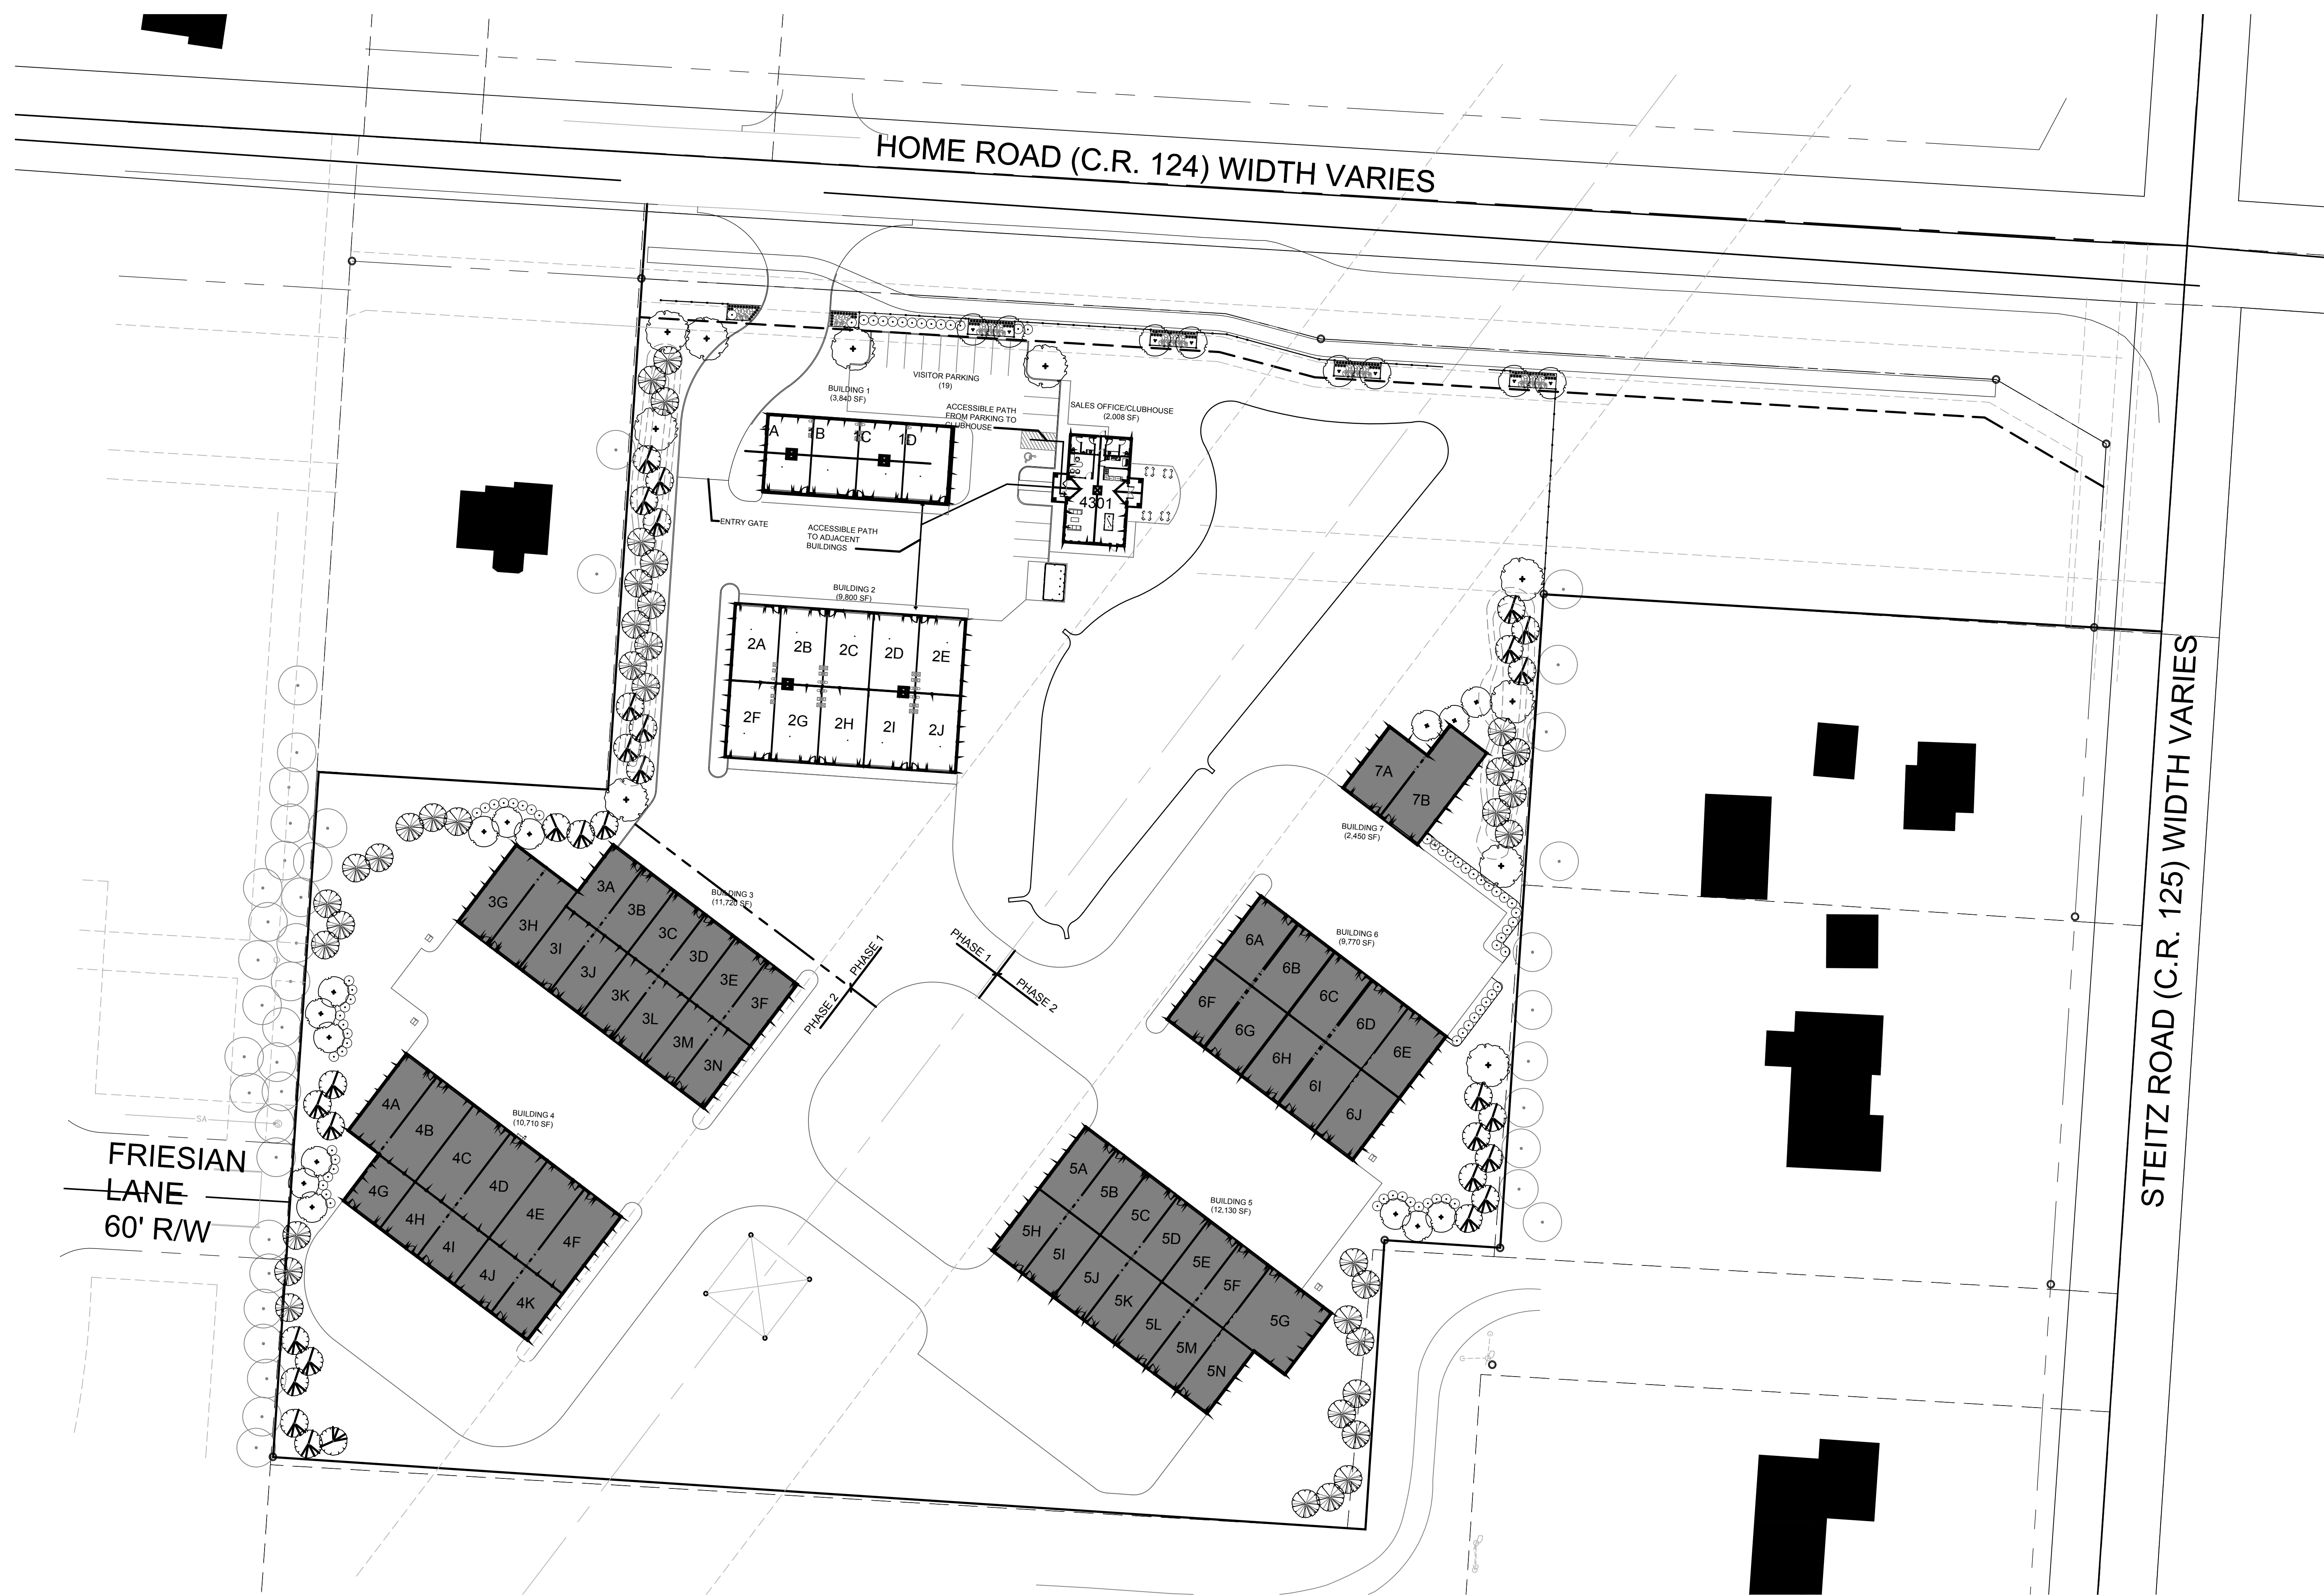 HOME ROAD (C.R. 124) WIDTH VARIES
VISITOR PARKING
(19)
BUILDING 1
(3,840 SF)
ACCESSIBLE PATH
FROM PARKING TO
CLUBHOUSE
SALES OFFICE/CLUBHOUSE
(2,008 SF)
1A
1B
1C
1D
4301
ENTRY GATE
ACCESSIBLE PATH
TO ADJACENT
BUILDINGS
BUILDING 2
(9,800 SF)
2A
2B
2C
2D
2E
2F
2G
2H
2I
2J
STEITZ ROAD (C.R. 125) WIDTH VARIES
7A
7B
BUILDING 7
(2,450 SF)
BUILDING 3
(11,720 SF)
3A
3B
3C
3D
3E
3F
3G
3H
3I
3J
3K
3L
3M
3N
PHASE 1
PHASE 2
PHASE 1
PHASE 2
BUILDING 6
(9,770 SF)
6A
6B
6C
6D
6E
6F
6G
6H
6I
6J
BUILDING 4
(10,710 SF)
4A
4B
4C
4D
4E
4F
4G
4H
4I
4J
4K
SA
FRIESIAN
LANE
60' R/W
BUILDING 5
(12,130 SF)
5A
5B
5C
5D
5E
5F
5G
5H
5I
5J
5K
5L
5M
5N
G